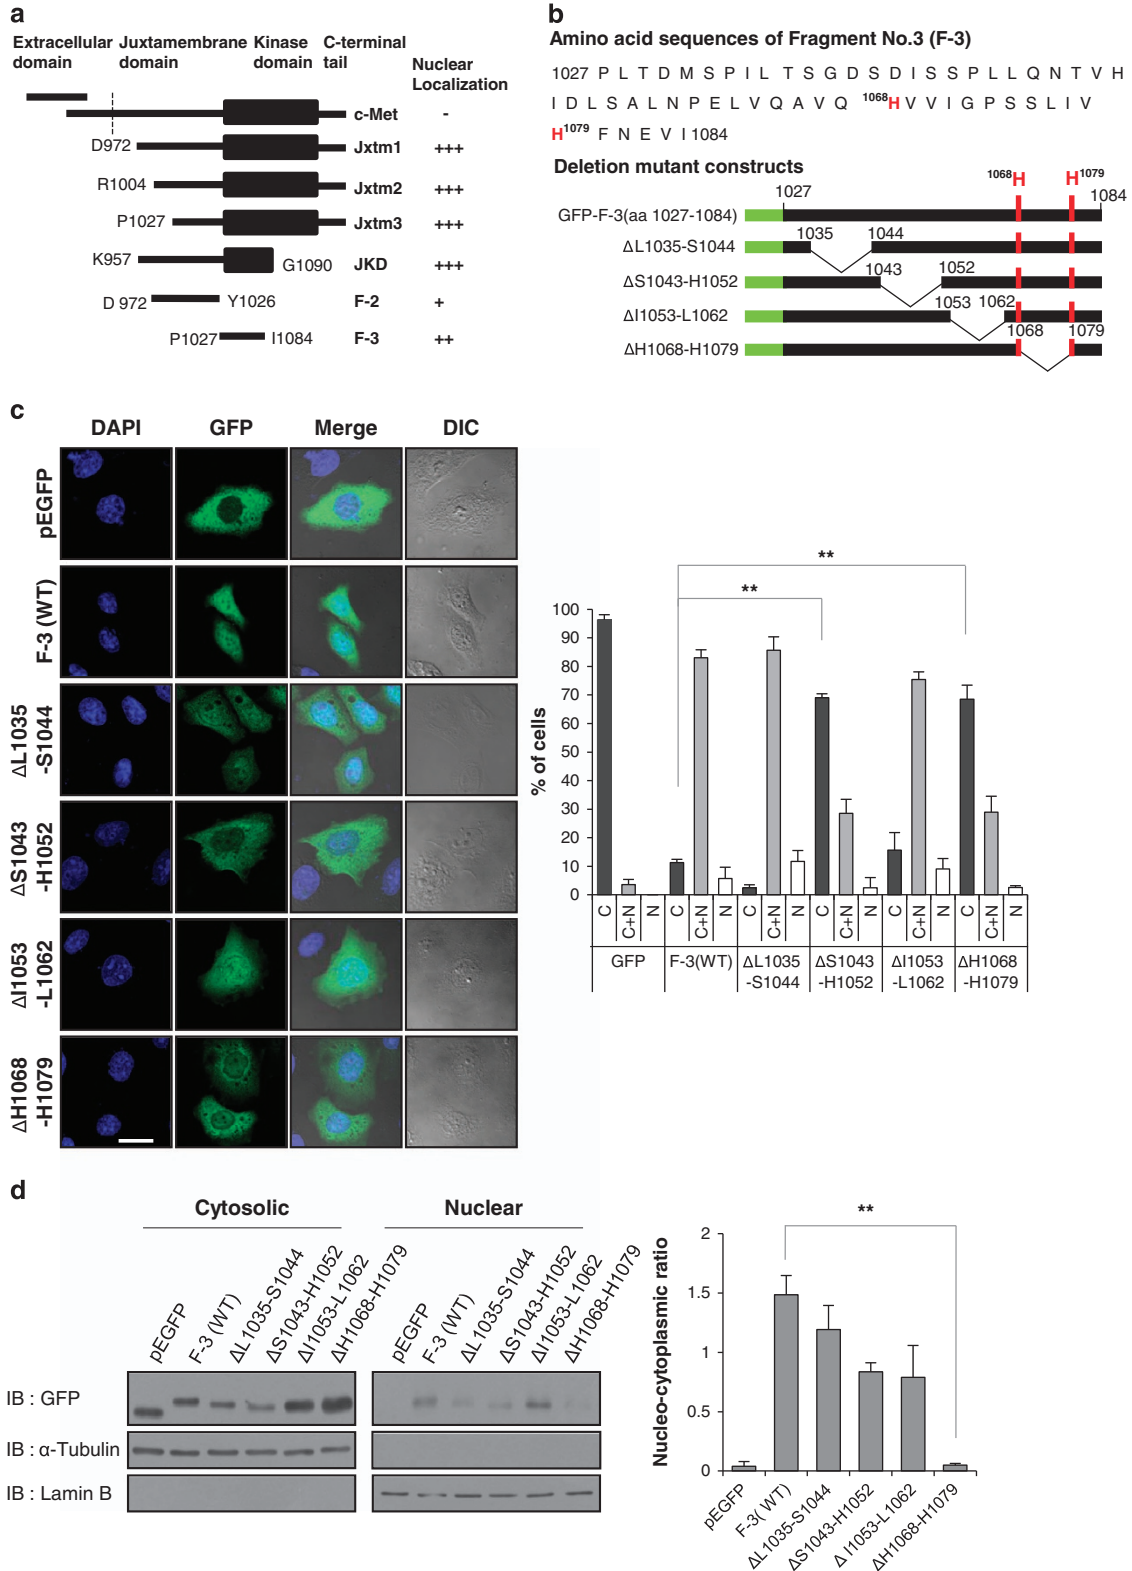 a
Extracellular domain
Juxtamembrane domain
Kinase domain
C-terminal tail
Nuclear Localization
c-Met -
D972 Jxtm1 +++
R1004 Jxtm2 +++
P1027 Jxtm3 +++
K957 G1090 JKD +++
D 972 Y1026 F-2 +
P1027 I1084 F-3 ++
b
Amino acid sequences of Fragment No.3 (F-3)
1027 P L T D M S P I L T S G D S D I S S P L L Q N T V H
I D L S A L N P E L V Q A V Q 1068H V V I G P S S L I V
H1079 F N E V I 1084
Deletion mutant constructs
1027 1068H H1079 1084
GFP-F-3(aa 1027-1084)
1035 1044
ΔL1035-S1044
1043 1052
ΔS1043-H1052
1053 1062
ΔI1053-L1062
1068 1079
ΔH1068-H1079
c
DAPI GFP Merge DIC
pEGFP
F-3 (WT)
ΔL1035
-S1044
ΔS1043
-H1052
ΔI1053
-L1062
ΔH1068
-H1079
**
**
% of cells
100
90
80
70
60
50
40
30
20
10
0
C C+N N C C+N N C C+N N C C+N N C C+N N C C+N N
GFP F-3(WT) ΔL1035 ΔS1043 ΔI1053 ΔH1068
-S1044 -H1052 -L1062 -H1079
d
Cytosolic Nuclear
pEGFP F-3 (WT) ΔL1035-S1044 ΔS1043-H1052 ΔI1053-L1062 ΔH1068-H1079
pEGFP F-3 (WT) ΔL1035-S1044 ΔS1043-H1052 ΔI1053-L1062 ΔH1068-H1079
IB : GFP
IB : α-Tubulin
IB : Lamin B
**
Nucleo-cytoplasmic ratio
2
1.5
1
0.5
0
pEGFP F-3( WT) ΔL1035-S1044 ΔS1043-H1052 Δ I1053-L1062 ΔH1068-H1079